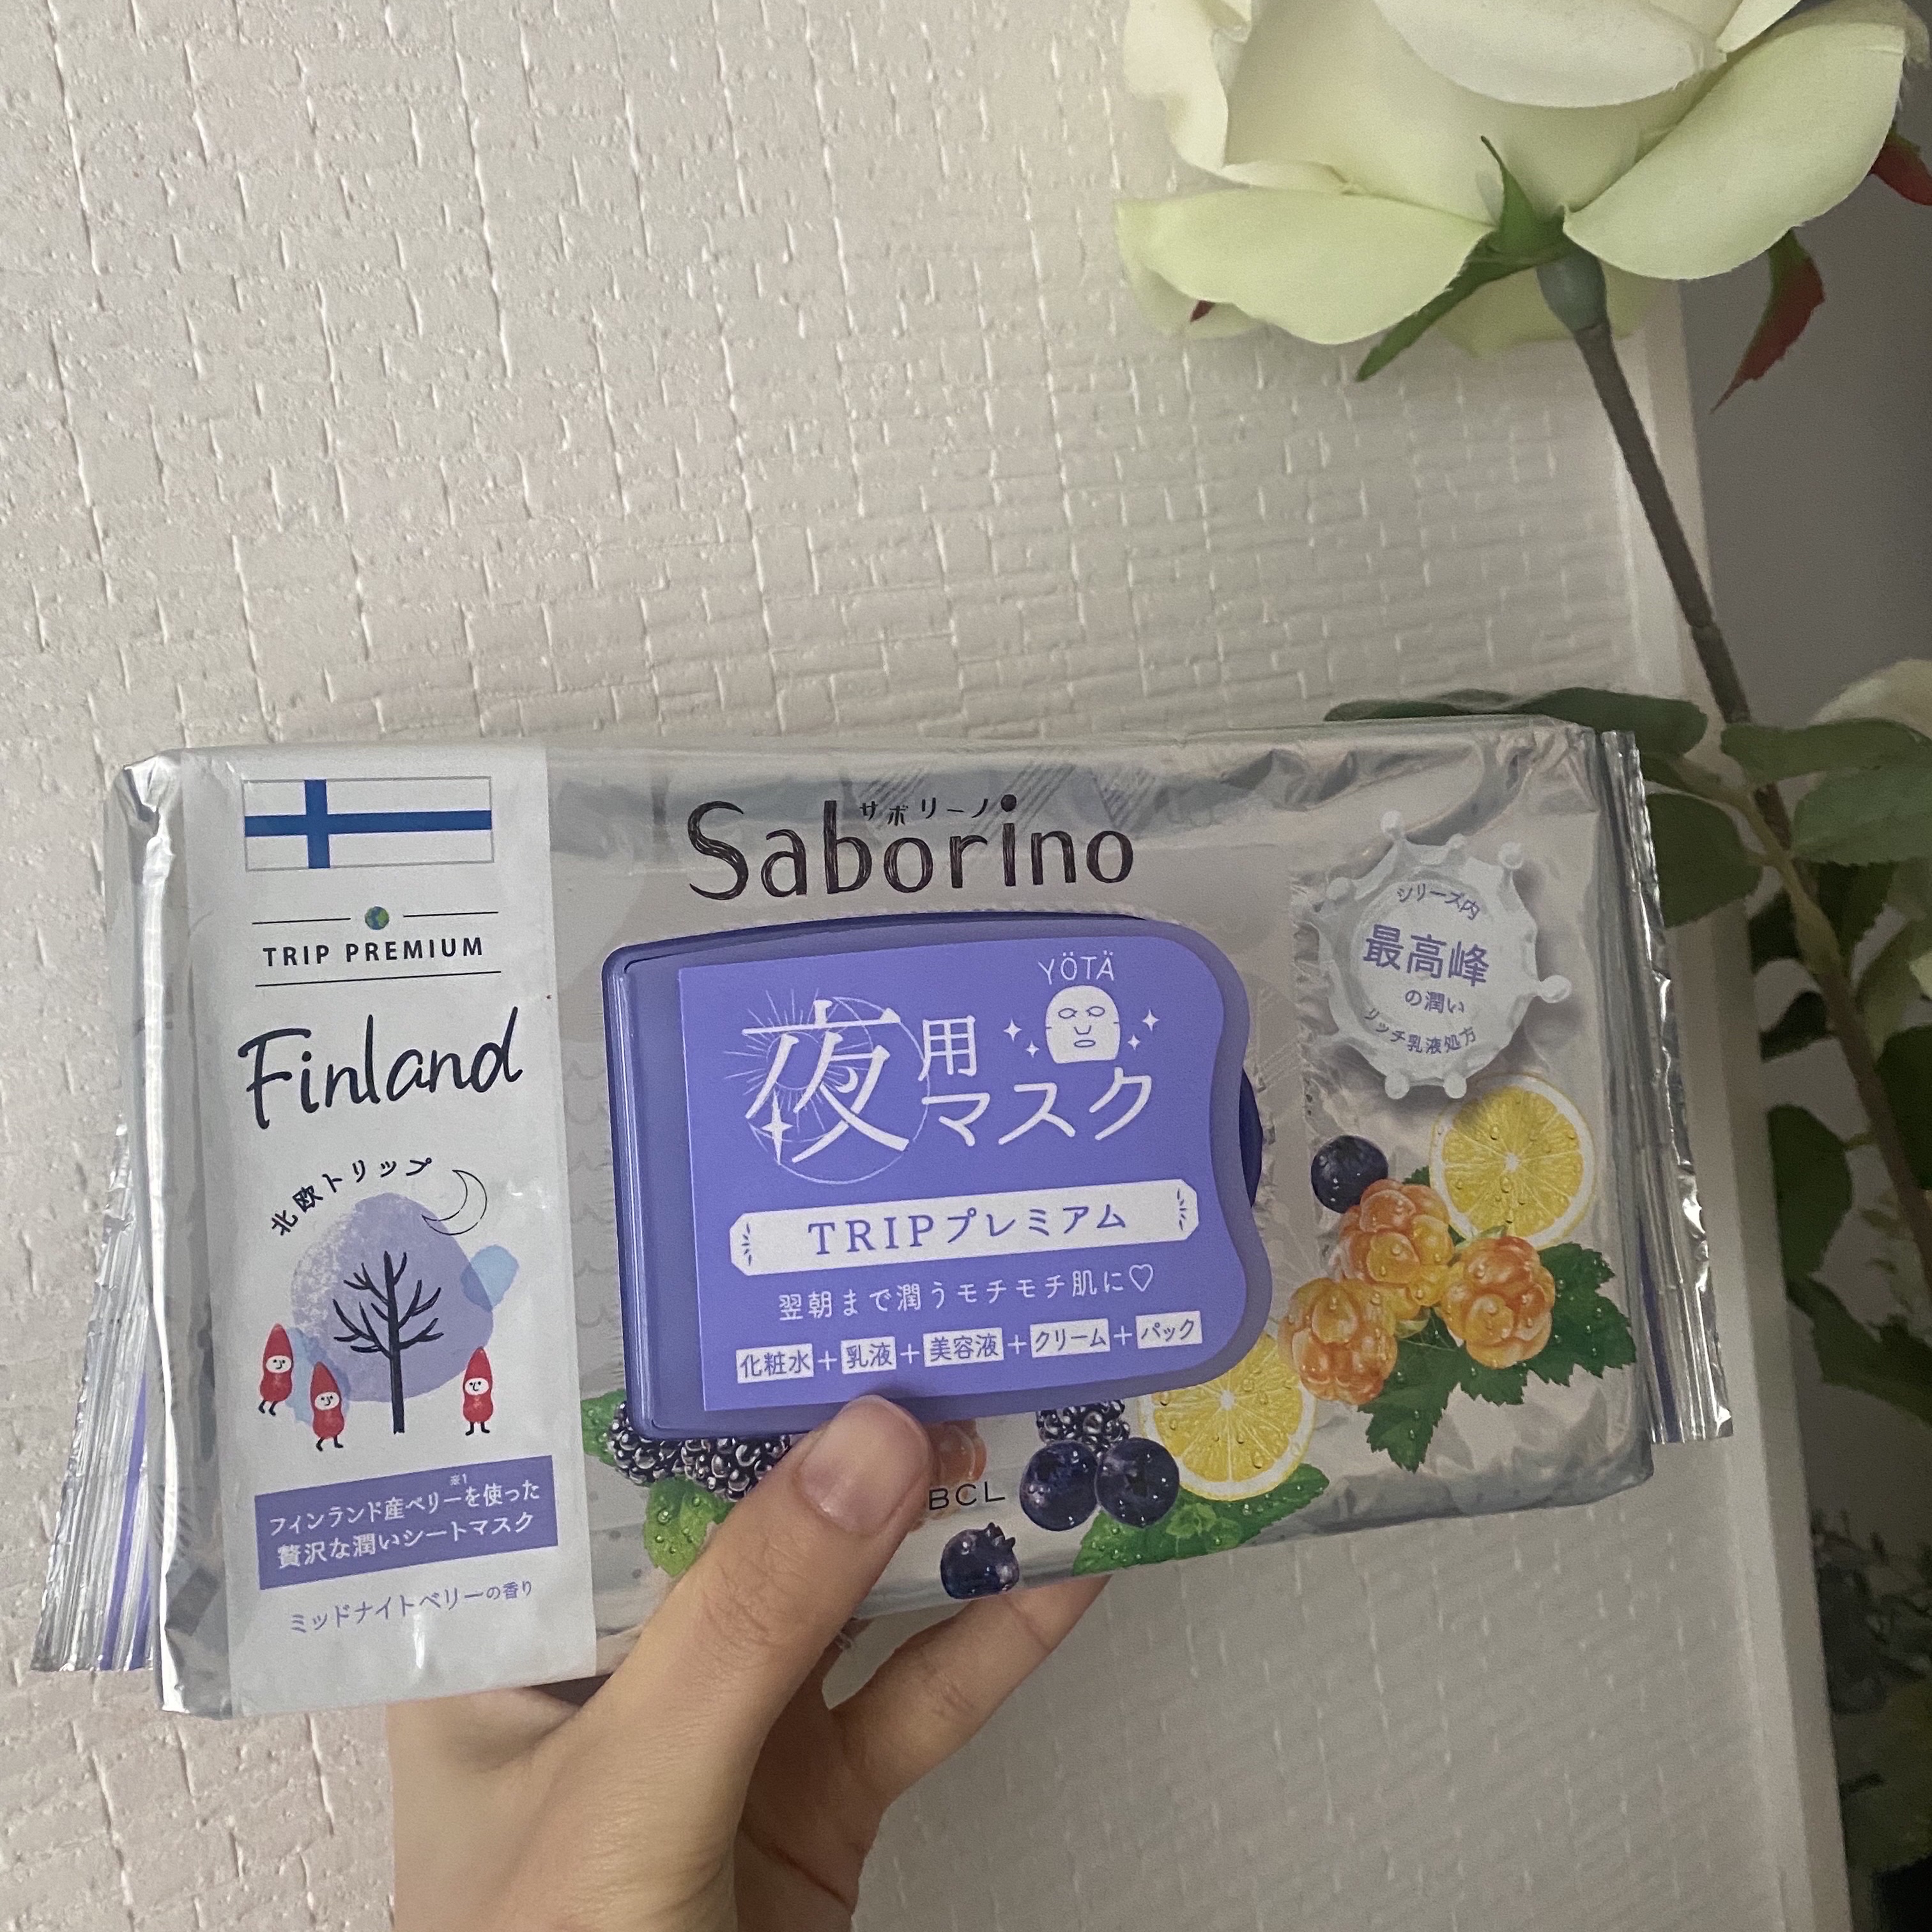 TRIP PREMIUM
Finland
北欧トリップ
※1
フィンランド産ベリーを使った
贅沢な潤いシートマスク
ミッドナイトベリーの香り
サボリーノ
Saborino
YÖTÄ
夜用
マスク
TRIPプレミアム
翌朝まで潤うモチモチ肌に♡
化粧水+乳液+美容液+クリーム+パック
BCL
シリーズ内
最高峰
の潤い
リッチ乳液処方